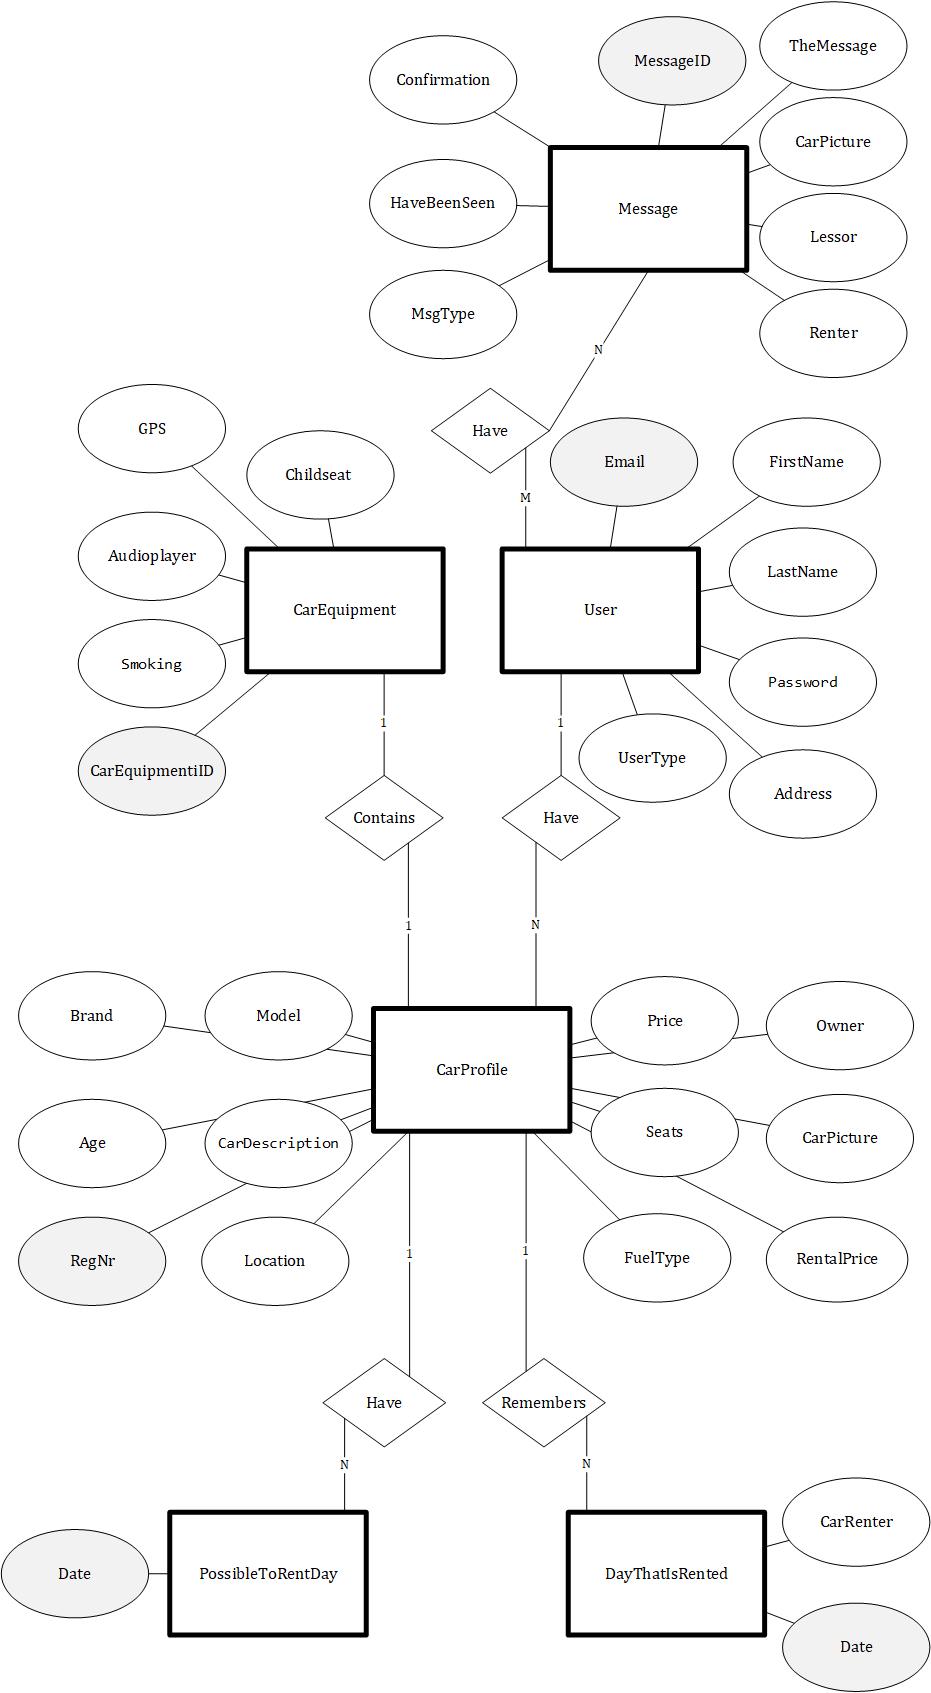 TheMessage
MessageID
Confirmation
CarPicture
HaveBeenSeen
Message
Lessor
MsgType
Renter
N
GPS
Have
Email
FirstName
Childseat
M
Audioplayer
LastName
CarEquipment
User
Smoking
Password
1
1
UserType
CarEquipmentiID
Address
Contains
Have
1
N
Brand
Model
Price
Owner
CarProfile
Age
CarDescription
Seats
CarPicture
RegNr
Location
1
1
FuelType
RentalPrice
Have
Remembers
N
N
CarRenter
Date
PossibleToRentDay
DayThatIsRented
Date